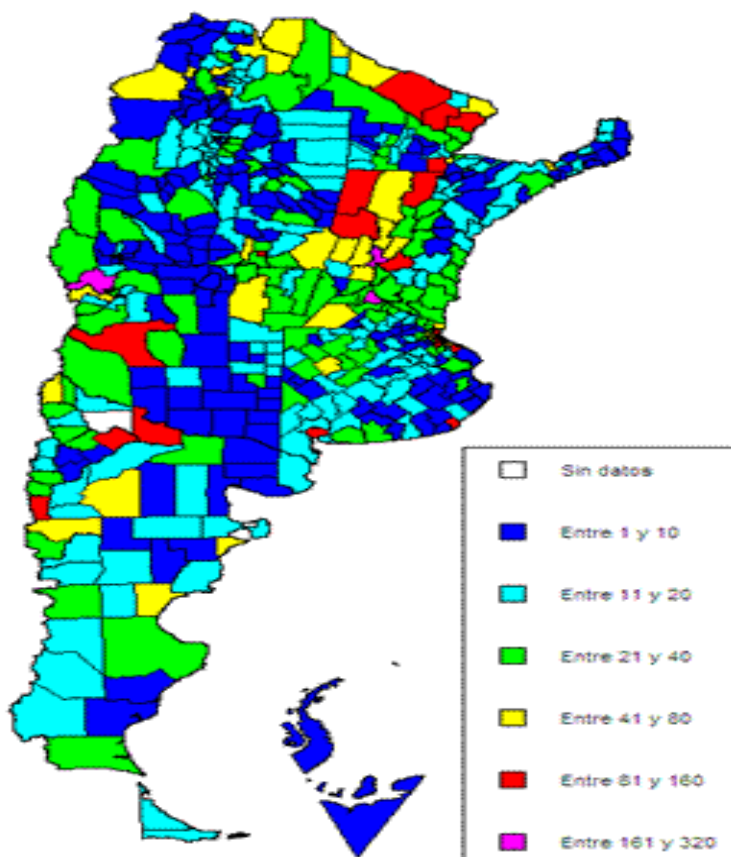 Sin datos
Entre 1 y 10
Entre 11 y 20
Entre 21 y 40
Entre 41 y 80
Entre 81 y 160
Entre 161 y 320